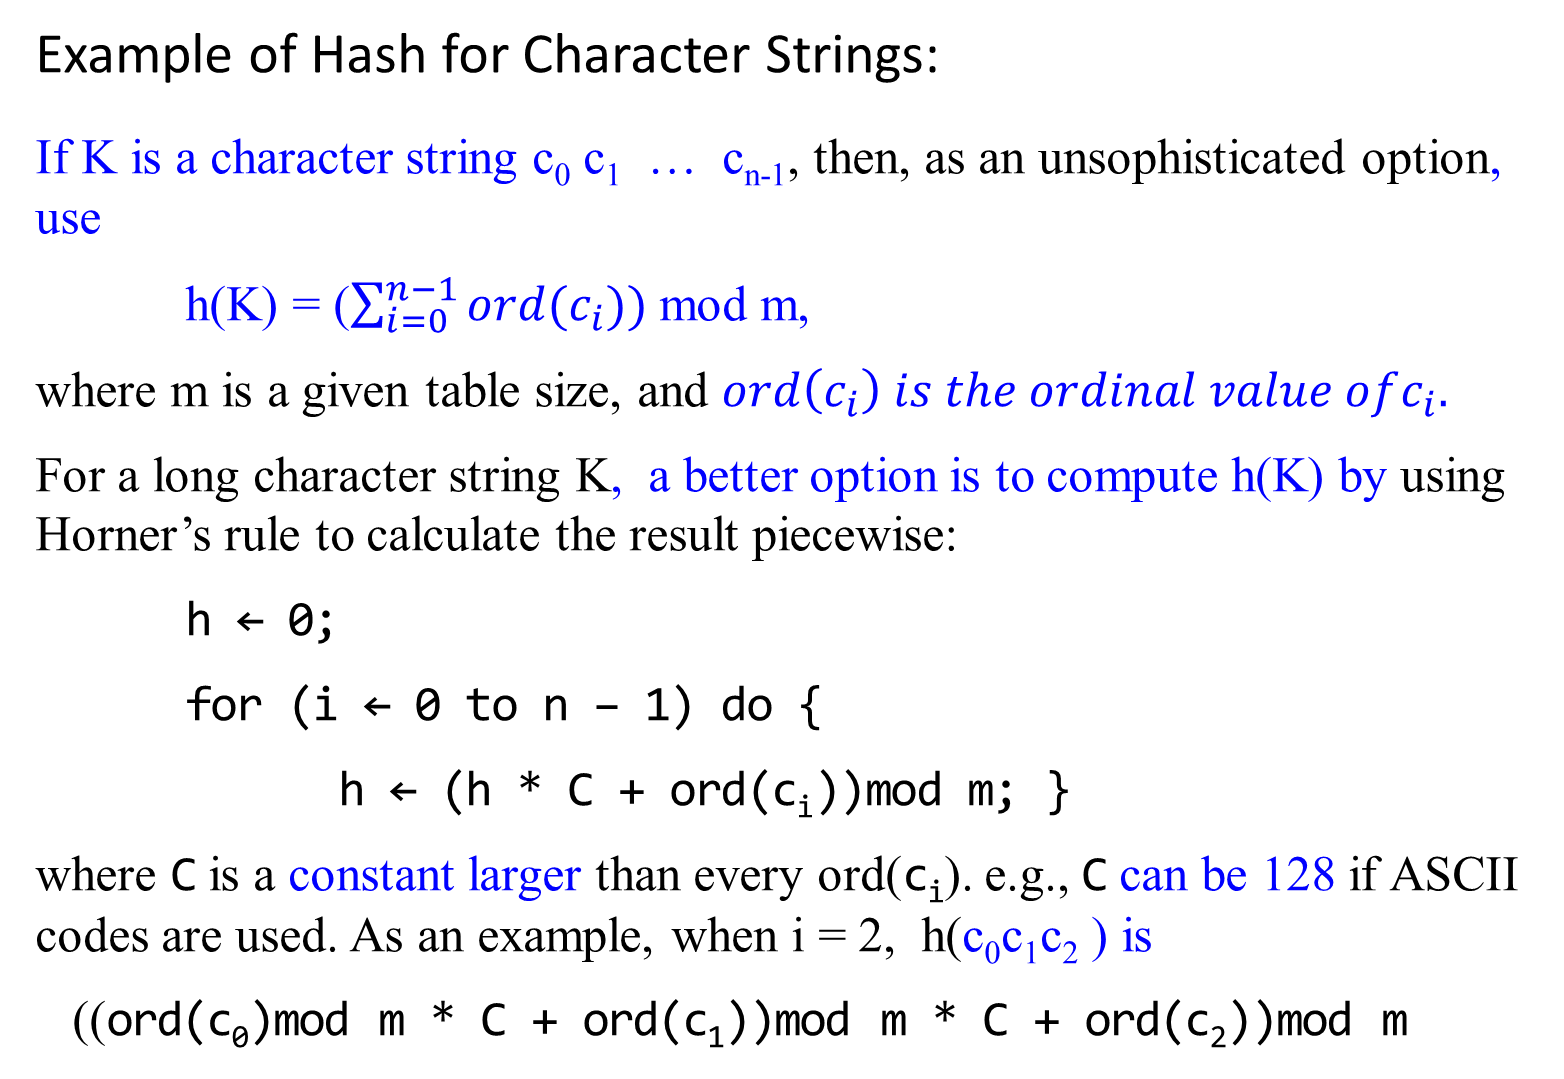 Example of Hash for Character Strings:
If K is a character string c₀ c₁ … cₙ₋₁, then, as an unsophisticated option,
use
h(K) = (∑ᵢ₌₀ⁿ⁻¹ ord(cᵢ)) mod m,
where m is a given table size, and ord(cᵢ) is the ordinal value of cᵢ.
For a long character string K, a better option is to compute h(K) by using
Horner’s rule to calculate the result piecewise:
h ← 0;
for (i ← 0 to n – 1) do {
h ← (h * C + ord(cᵢ))mod m; }
where C is a constant larger than every ord(cᵢ). e.g., C can be 128 if ASCII
codes are used. As an example, when i = 2, h(c₀c₁c₂ ) is
((ord(c₀)mod m * C + ord(c₁))mod m * C + ord(c₂))mod m